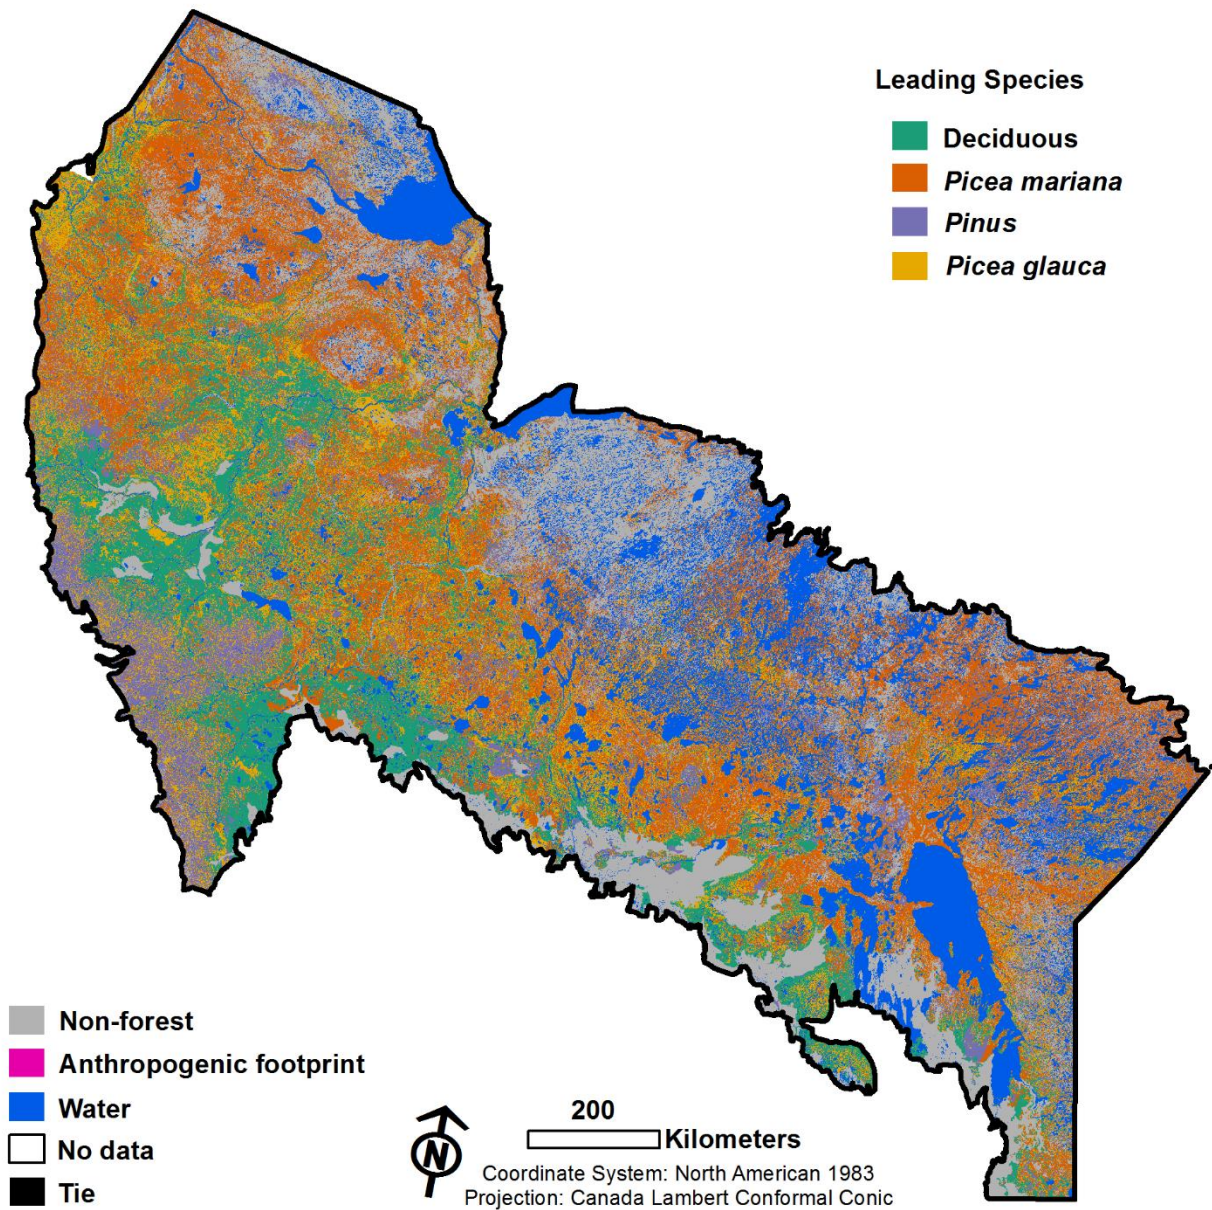 Leading Species
Deciduous
Picea mariana
Pinus
Picea glauca
Non-forest
Anthropogenic footprint
Water
No data
Tie
N
200
Kilometers
Coordinate System: North American 1983
Projection: Canada Lambert Conformal Conic